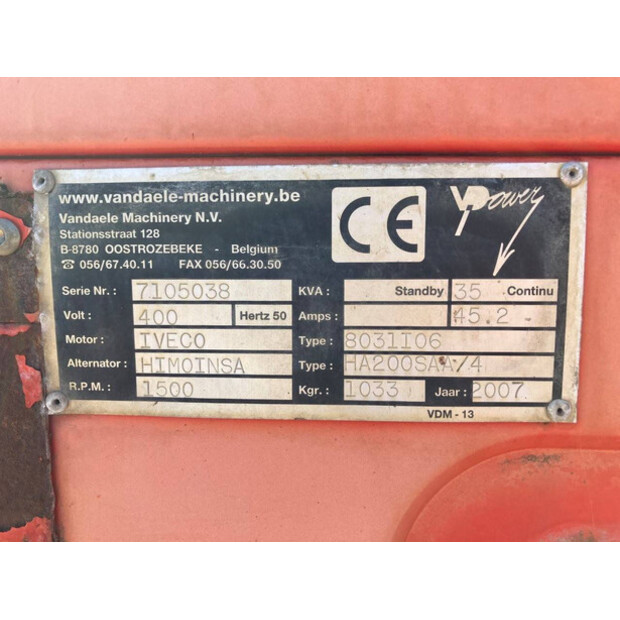 www.vandaele-machinery.be
Vandaele Machinery N.V.
Stationsstraat 128
B-8780 OOSTROZEBEKE - Belgium
☎ 056/67.40.11 FAX 056/66.30.50
CE
VPower
Serie Nr.: 7105038 KVA: Standby 35 Continu
Volt: 400 Hertz 50 Amps: 45.2
Motor: IVECO Type: 8031I06
Alternator: HIMOINSA Type: HA200SAA/4
R.P.M.: 1500 Kgr.: 1033 Jaar: 2007
VDM - 13